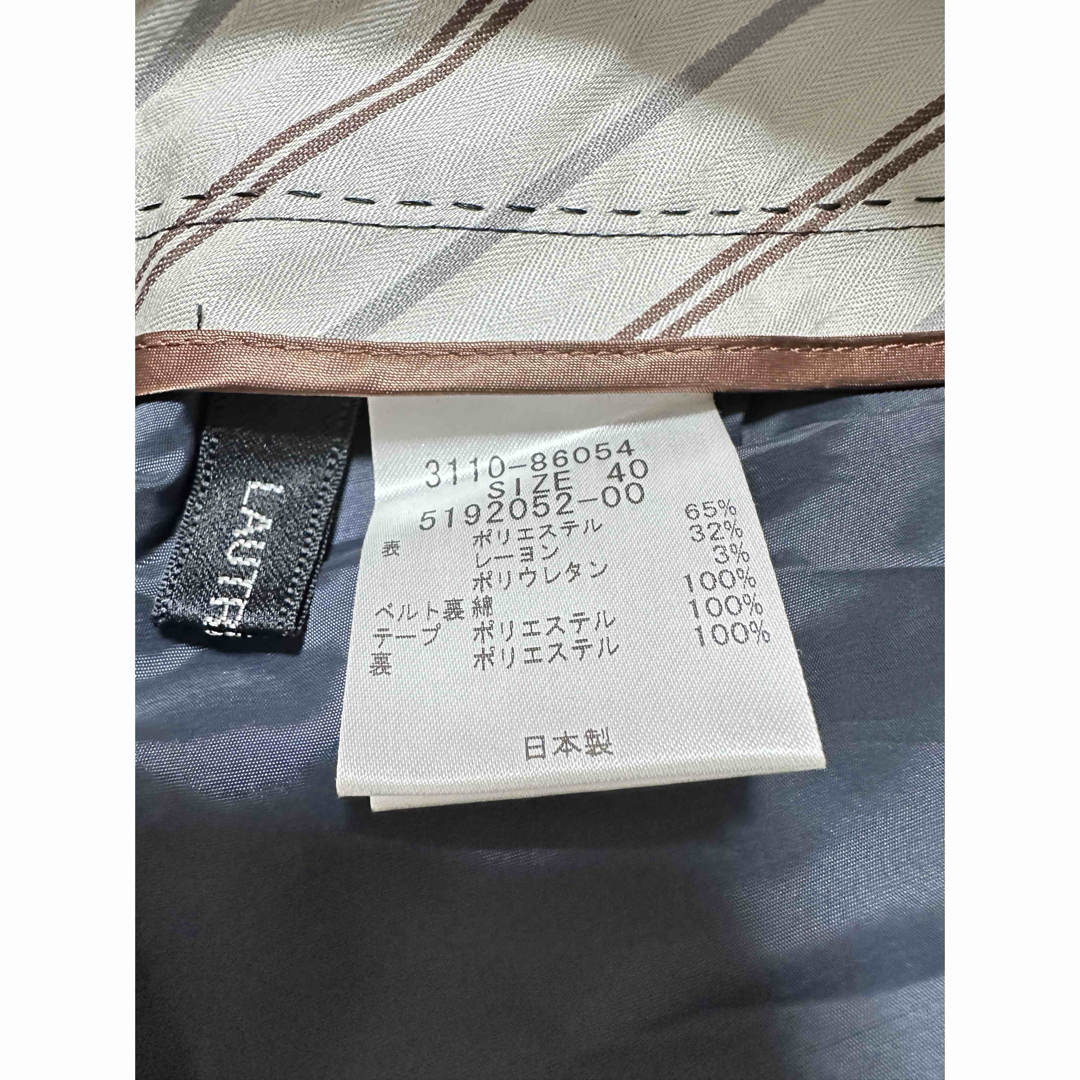 3110-86054
SIZE 40
5192052-00
表 ポリエステル 65%
レーヨン 32%
ポリウレタン 3%
ベルト裏 綿 100%
テープ ポリエステル 100%
裏 ポリエステル 100%
日本製